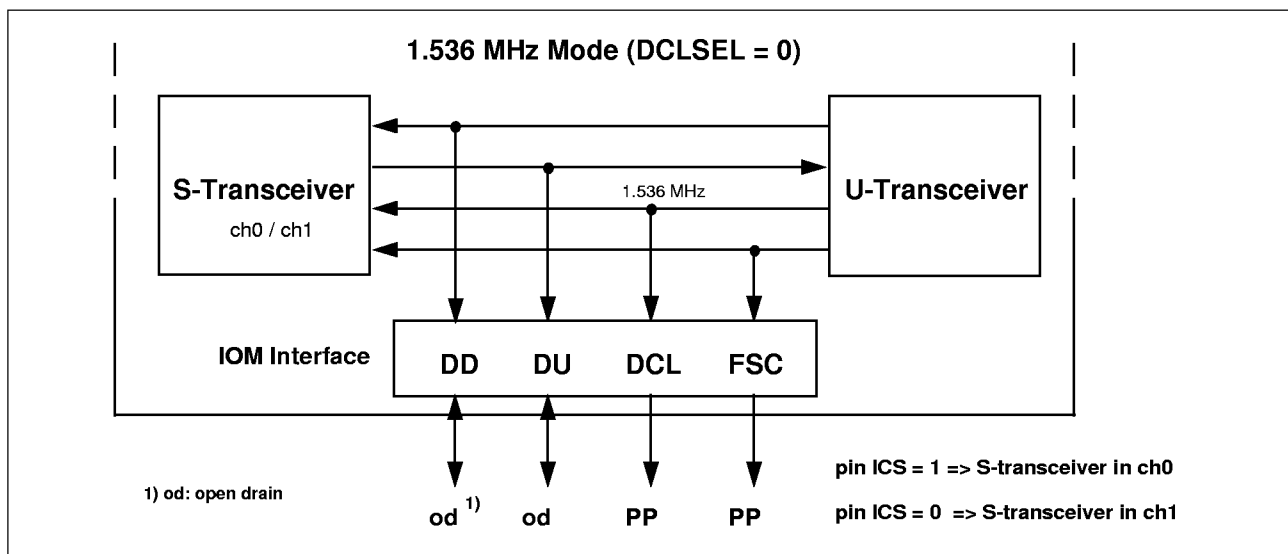 1.536 MHz Mode (DCLSEL = 0)
S-Transceiver
ch0 / ch1
1.536 MHz
U-Transceiver
IOM Interface
DD DU DCL FSC
1) od: open drain
od 1) od PP PP
pin ICS = 1 => S-transceiver in ch0
pin ICS = 0 => S-transceiver in ch1